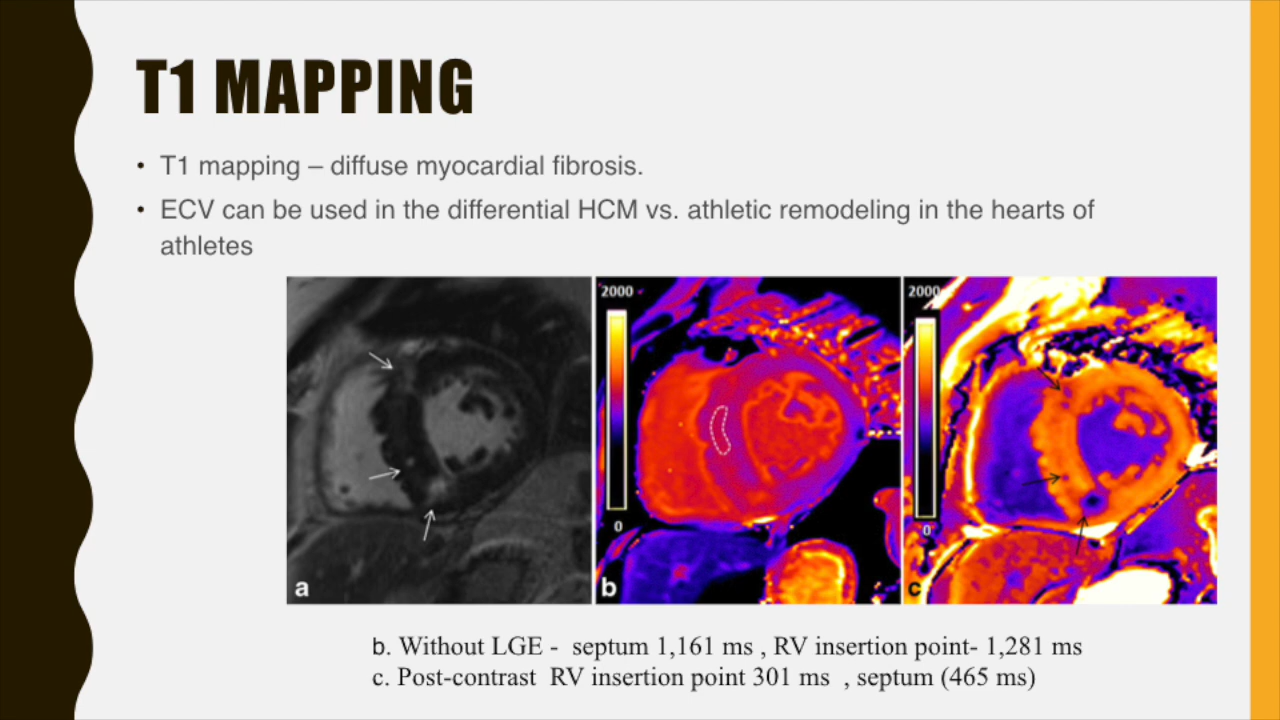 T1 MAPPING
• T1 mapping – diffuse myocardial fibrosis.
• ECV can be used in the differential HCM vs. athletic remodeling in the hearts of
athletes
2000
2000
0
0
a
b
c
b. Without LGE - septum 1,161 ms , RV insertion point- 1,281 ms
c. Post-contrast RV insertion point 301 ms , septum (465 ms)